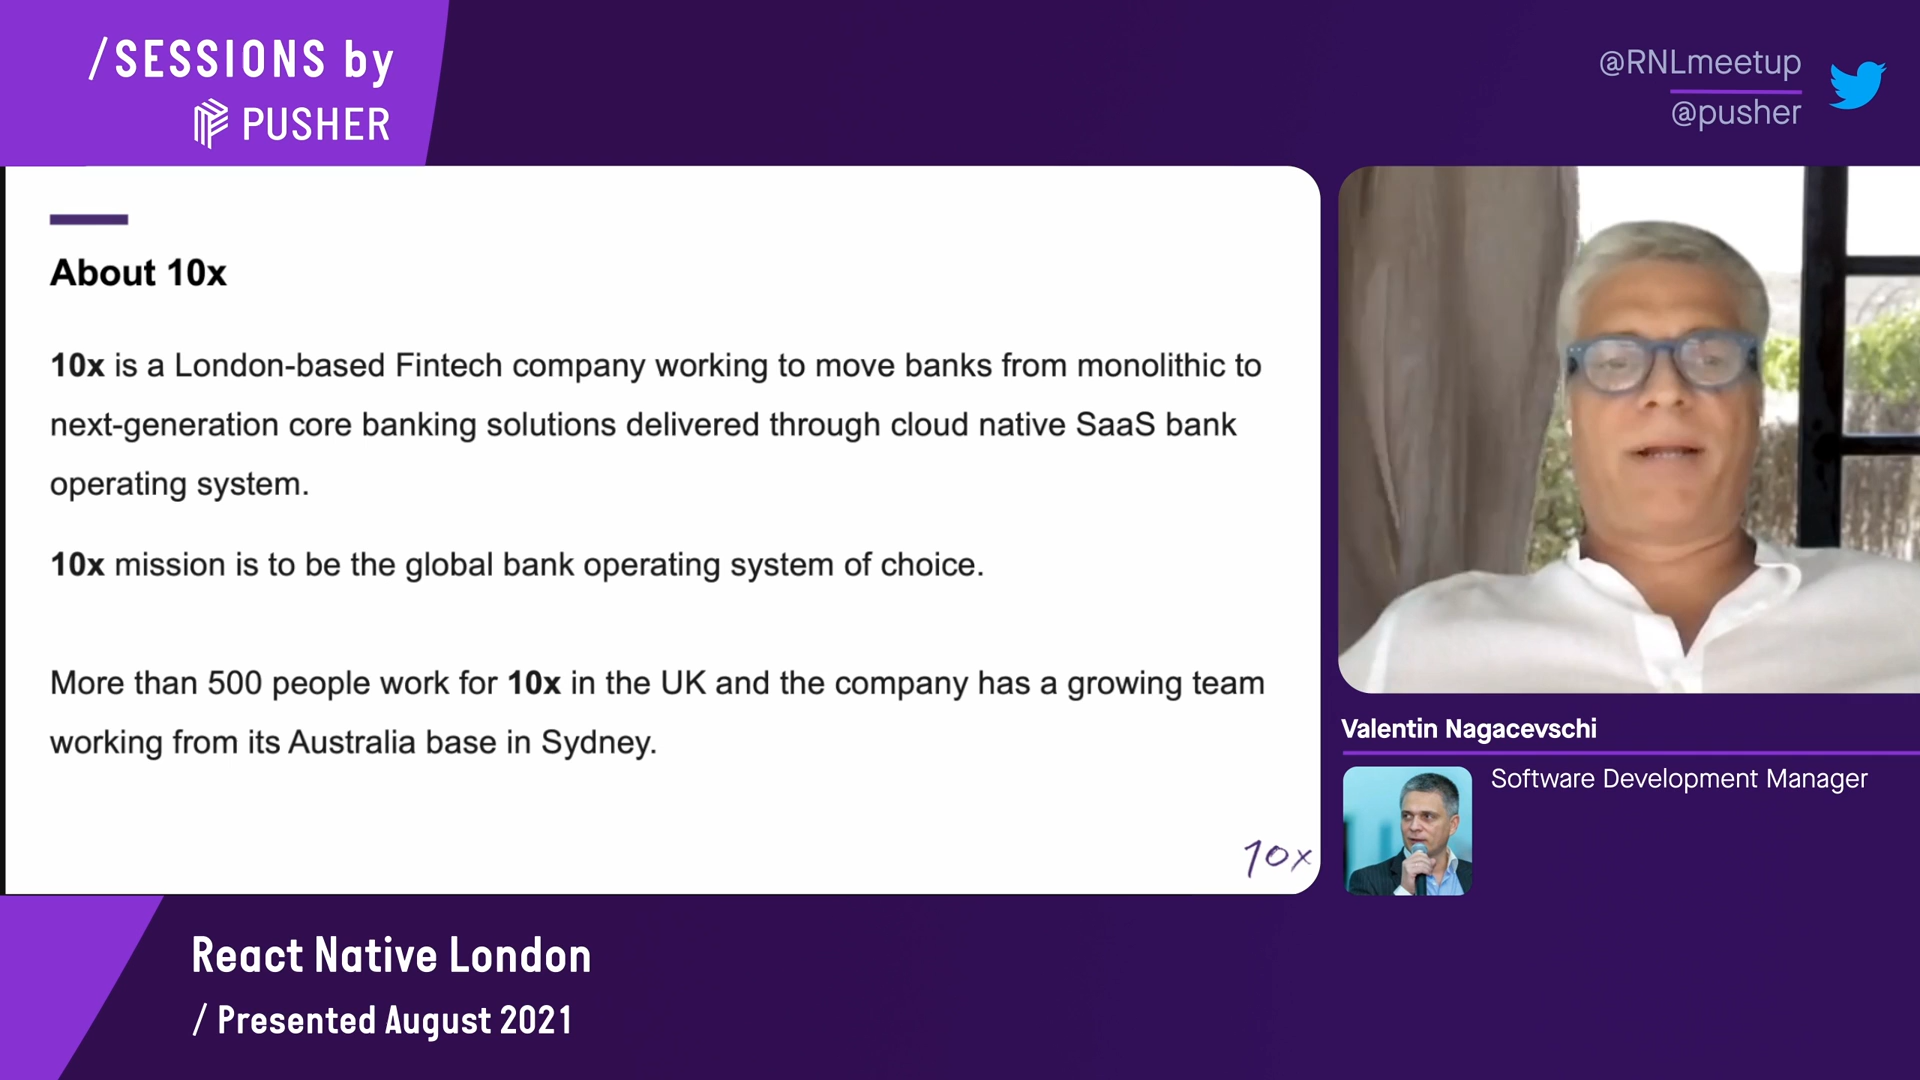 /SESSIONS by
PUSHER
@RNLmeetup
@pusher
About 10x
10x is a London-based Fintech company working to move banks from monolithic to
next-generation core banking solutions delivered through cloud native SaaS bank
operating system.
10x mission is to be the global bank operating system of choice.
More than 500 people work for 10x in the UK and the company has a growing team
working from its Australia base in Sydney.
10x
Valentin Nagacevschi
Software Development Manager
React Native London
/ Presented August 2021